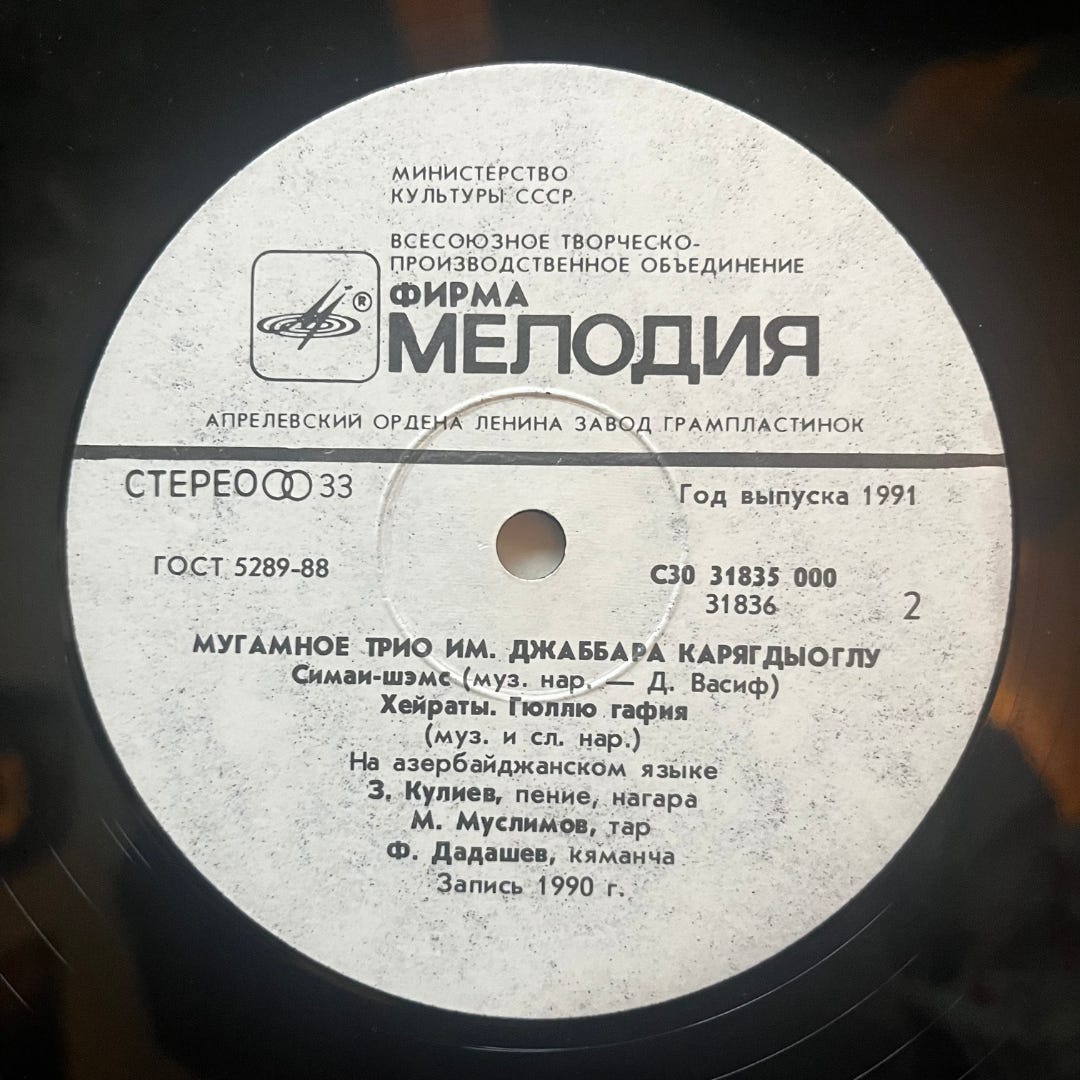 МИНИСТЕРСТВО
КУЛЬТУРЫ СССР
ВСЕСОЮЗНОЕ ТВОРЧЕСКО-
ПРОИЗВОДСТВЕННОЕ ОБЪЕДИНЕНИЕ
ФИРМА
®
МЕЛОДИЯ
АПРЕЛЕВСКИЙ ОРДЕНА ЛЕНИНА ЗАВОД ГРАМПЛАСТИНОК
СТЕРЕО 33
Год выпуска 1991
ГОСТ 5289-88
С30 31835 000
31836
2
МУГАМНОЕ ТРИО ИМ. ДЖАББАРА КАРЯГДЫОГЛУ
Симаи-шэмс (муз. нар. — Д. Васиф)
Хейраты. Гюллю гафия
(муз. и сл. нар.)
На азербайджанском языке
З. Кулиев, пение, нагара
М. Муслимов, тар
Ф. Дадашев, кяманча
Запись 1990 г.